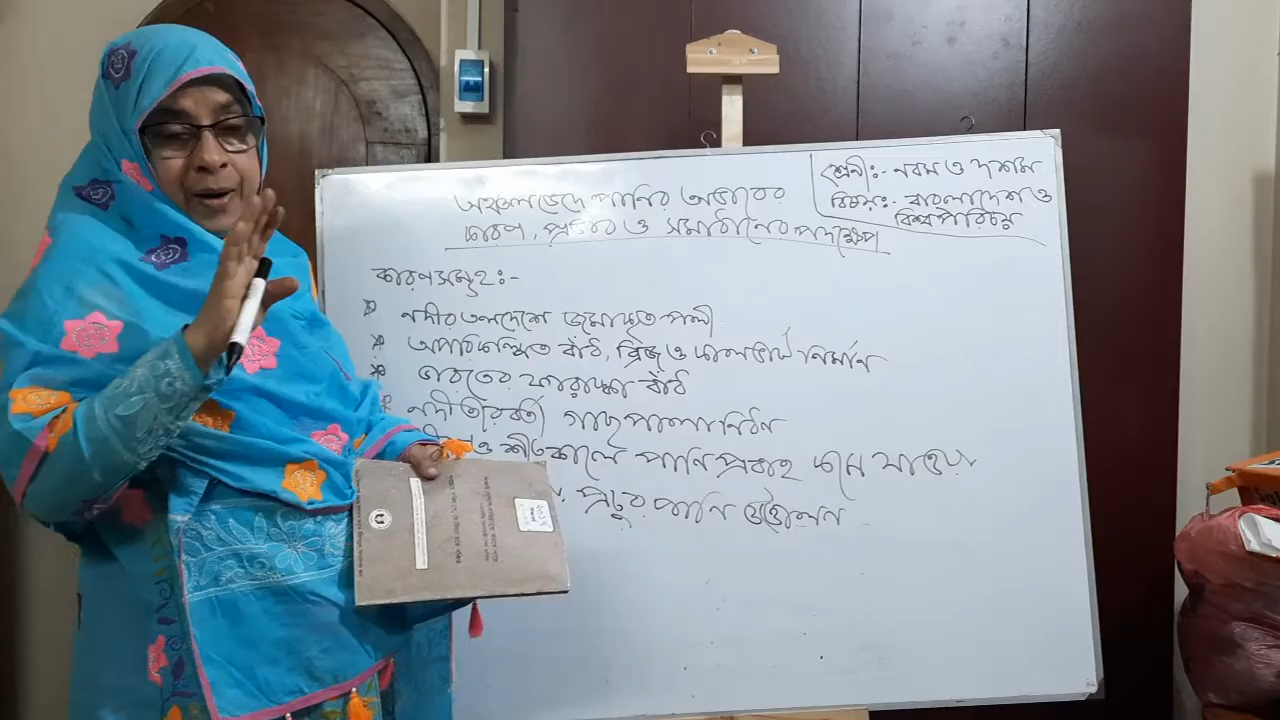 অঞ্চলভেদে পানির অভাবের
কারণ, প্রভাব ও সমাধানের পদক্ষেপ
শ্রেণী:- নবম ও দশম
বিষয়:- বাংলাদেশ ও
বিশ্বপরিচয়
কারণসমূহ:-
নদীর তলদেশে জমাকৃত পলী
অপরিকল্পিত বাঁধ, ব্রিজ ও কালভার্ট নির্মান
ভারতের ফারাক্কা বাঁধ
নদী তীরবর্তী গাছপালা নিধন
ও শীতকালে পানি প্রবাহ কমে যাওয়া
প্রচুর পানি উত্তোলন